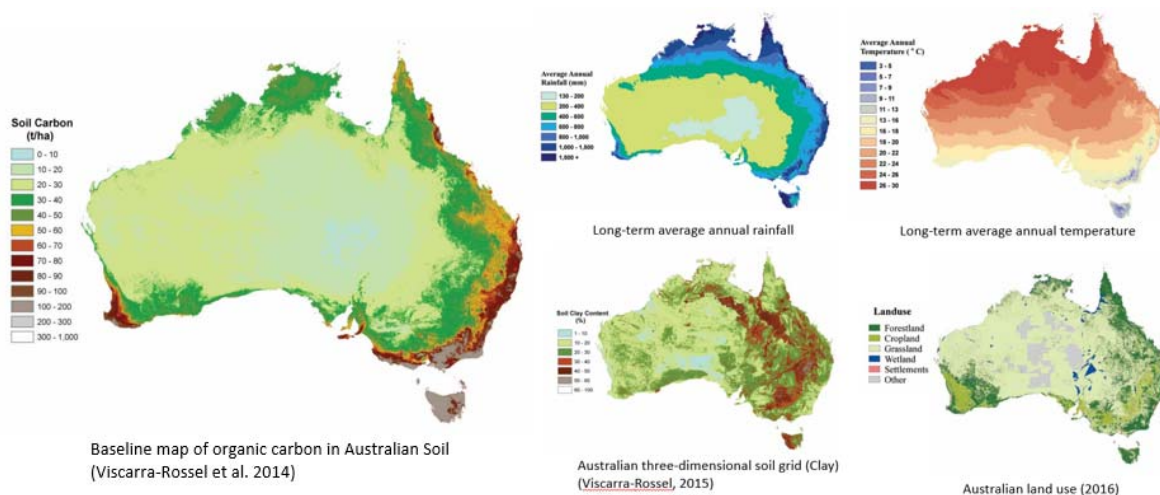 Soil Carbon
(t/ha)
0 - 10
10 - 20
20 - 30
30 - 40
40 - 50
50 - 60
60 - 70
70 - 80
80 - 90
90 - 100
100 - 200
200 - 300
300 - 1,000
Baseline map of organic carbon in Australian Soil
(Viscarra-Rossel et al. 2014)
Average Annual
Rainfall (mm)
130 - 200
200 - 400
400 - 600
600 - 800
800 - 1,000
1,000 - 1,500
1,500 +
Long-term average annual rainfall
Average Annual
Temperature ( ° C)
3 - 5
5 - 7
7 - 9
9 - 11
11 - 13
13 - 16
16 - 18
18 - 20
20 - 22
22 - 24
24 - 26
26 - 30
Long-term average annual temperature
Soil Clay Content
(%)
1 - 10
10 - 20
20 - 30
30 - 40
40 - 50
50 - 60
60 - 100
Australian three-dimensional soil grid (Clay)
(Viscarra-Rossel, 2015)
Landuse
Forestland
Cropland
Grassland
Wetland
Settlements
Other
Australian land use (2016)